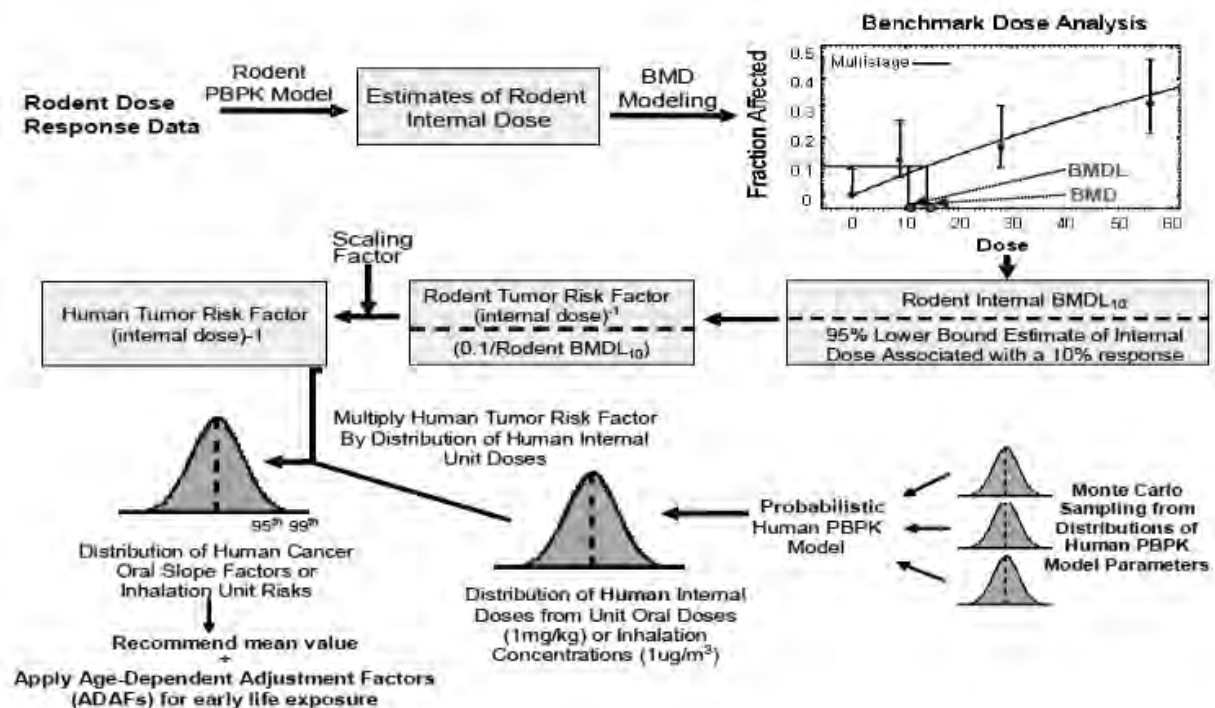 Benchmark Dose Analysis
Rodent Dose
Response Data
Rodent
PBPK Model
Estimates of Rodent
Internal Dose
BMD
Modeling
Fraction Affected
0.5
0.4
0.3
0.2
0.1
0
Multistage
BMDL
BMD
0 10 20 30 40 50 60
Dose
Scaling
Factor
Human Tumor Risk Factor
(internal dose)-1
Rodent Tumor Risk Factor
(internal dose)⁻¹
(0.1/Rodent BMDL₁₀)
Rodent Internal BMDL₁₀
95% Lower Bound Estimate of Internal
Dose Associated with a 10% response
Multiply Human Tumor Risk Factor
By Distribution of Human Internal
Unit Doses
95th 99th
Distribution of Human Cancer
Oral Slope Factors or
Inhalation Unit Risks
Recommend mean value
+
Apply Age-Dependent Adjustment Factors
(ADAFs) for early life exposure
Distribution of Human Internal
Doses from Unit Oral Doses
(1mg/kg) or Inhalation
Concentrations (1ug/m³)
Probabilistic
Human PBPK
Model
Monte Carlo
Sampling from
Distributions of
Human PBPK
Model Parameters